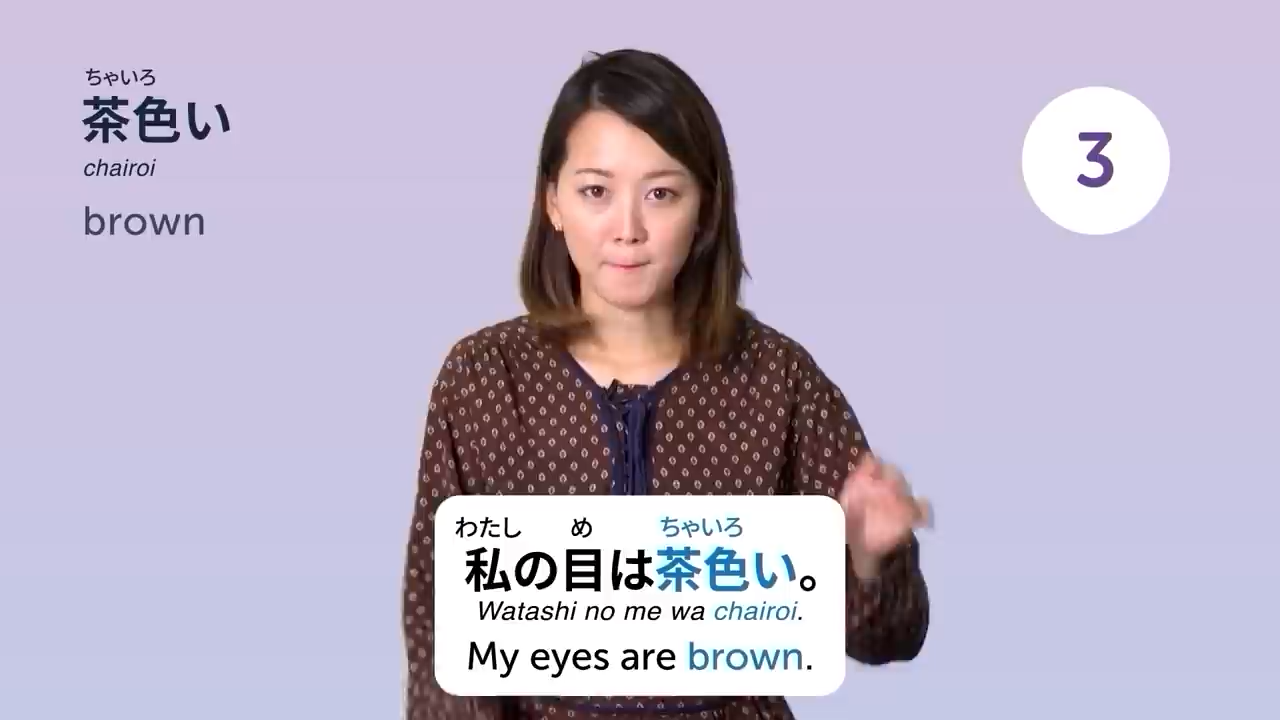 ちゃいろ
茶色い
chairoi
brown
3
わたし め ちゃいろ
私の目は茶色い。
Watashi no me wa chairoi.
My eyes are brown.